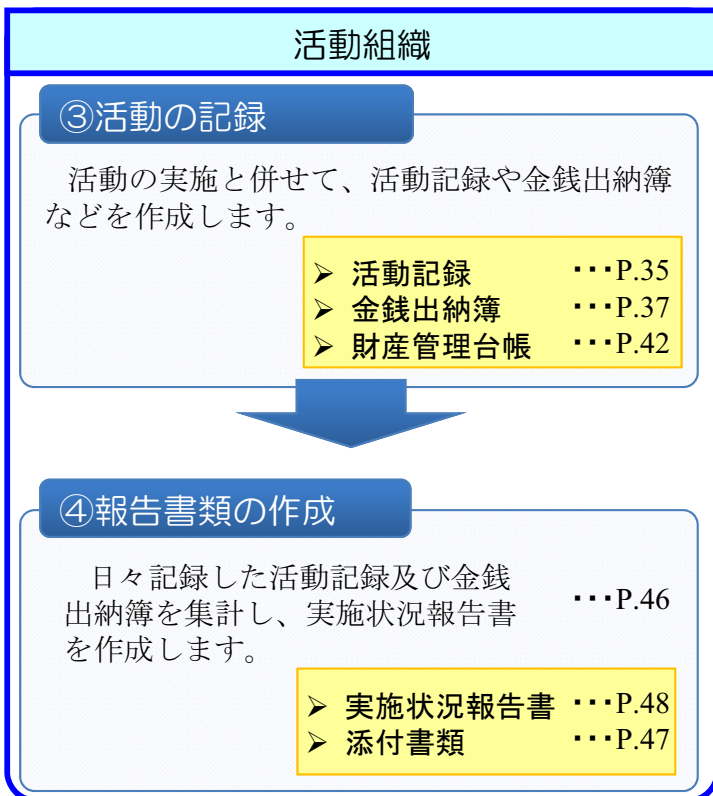 活動組織
③活動の記録
活動の実施と併せて、活動記録や金銭出納簿
などを作成します。
➢ 活動記録 ・・・P.35
➢ 金銭出納簿 ・・・P.37
➢ 財産管理台帳 ・・・P.42
④報告書類の作成
日々記録した活動記録及び金銭
出納簿を集計し、実施状況報告書
を作成します。
・・・P.46
➢ 実施状況報告書 ・・・P.48
➢ 添付書類 ・・・P.47